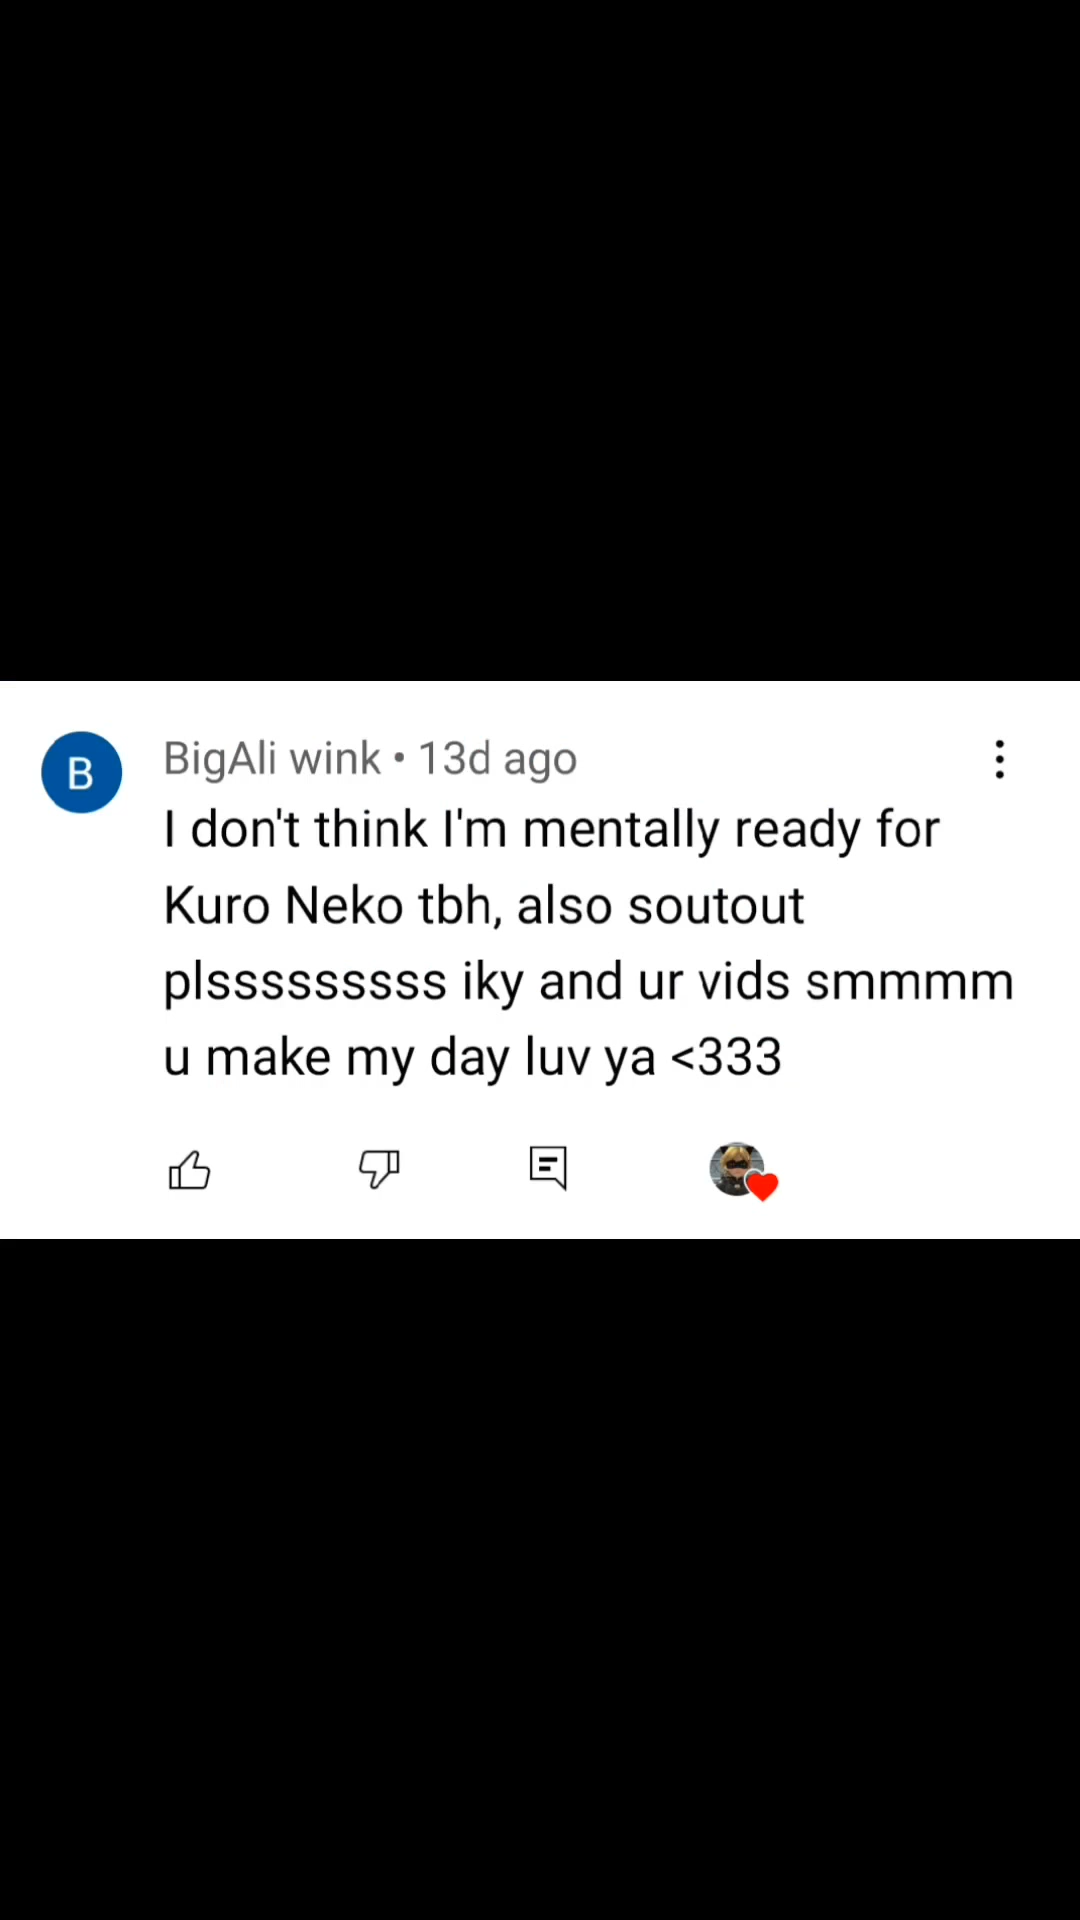 B
BigAli wink • 13d ago
I don't think I'm mentally ready for
Kuro Neko tbh, also soutout
plsssssssss iky and ur vids smmmm
u make my day luv ya <333